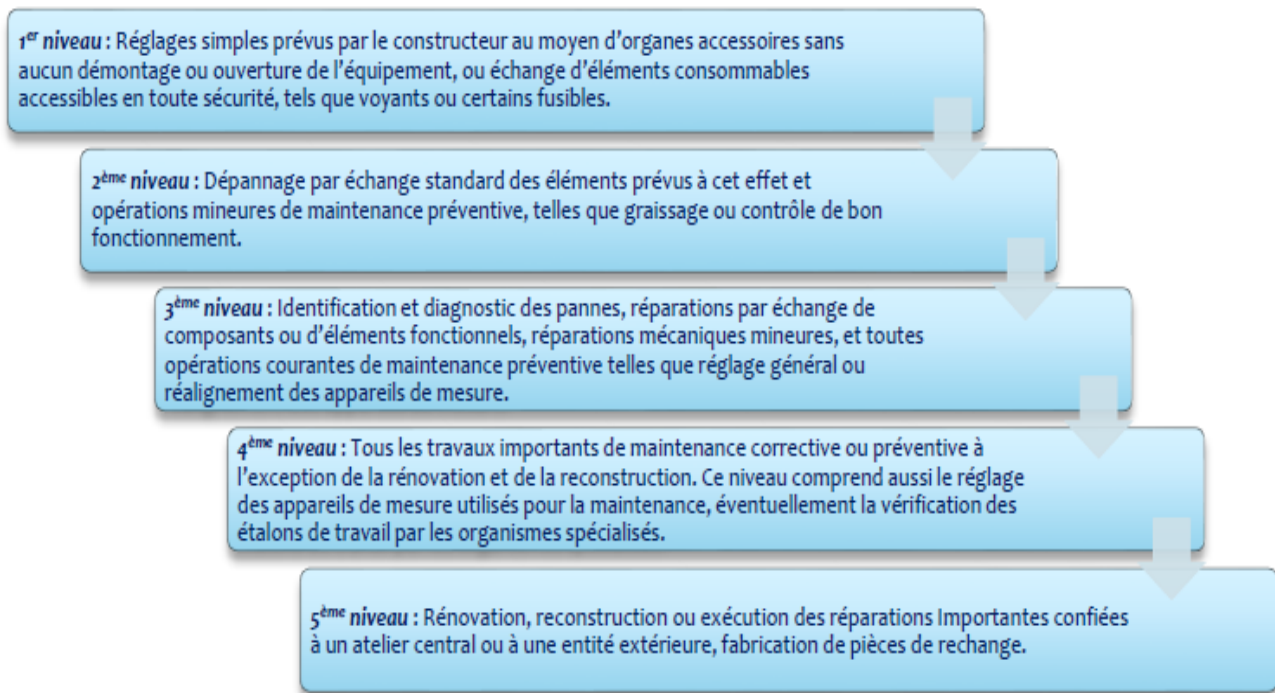 1er niveau : Réglages simples prévus par le constructeur au moyen d'organes accessoires sans
aucun démontage ou ouverture de l'équipement, ou échange d'éléments consommables
accessibles en toute sécurité, tels que voyants ou certains fusibles.
2ème niveau : Dépannage par échange standard des éléments prévus à cet effet et
opérations mineures de maintenance préventive, telles que graissage ou contrôle de bon
fonctionnement.
3ème niveau : Identification et diagnostic des pannes, réparations par échange de
composants ou d'éléments fonctionnels, réparations mécaniques mineures, et toutes
opérations courantes de maintenance préventive telles que réglage général ou
réalignement des appareils de mesure.
4ème niveau : Tous les travaux importants de maintenance corrective ou préventive à
l'exception de la rénovation et de la reconstruction. Ce niveau comprend aussi le réglage
des appareils de mesure utilisés pour la maintenance, éventuellement la vérification des
étalons de travail par les organismes spécialisés.
5ème niveau : Rénovation, reconstruction ou exécution des réparations Importantes confiées
à un atelier central ou à une entité extérieure, fabrication de pièces de rechange.